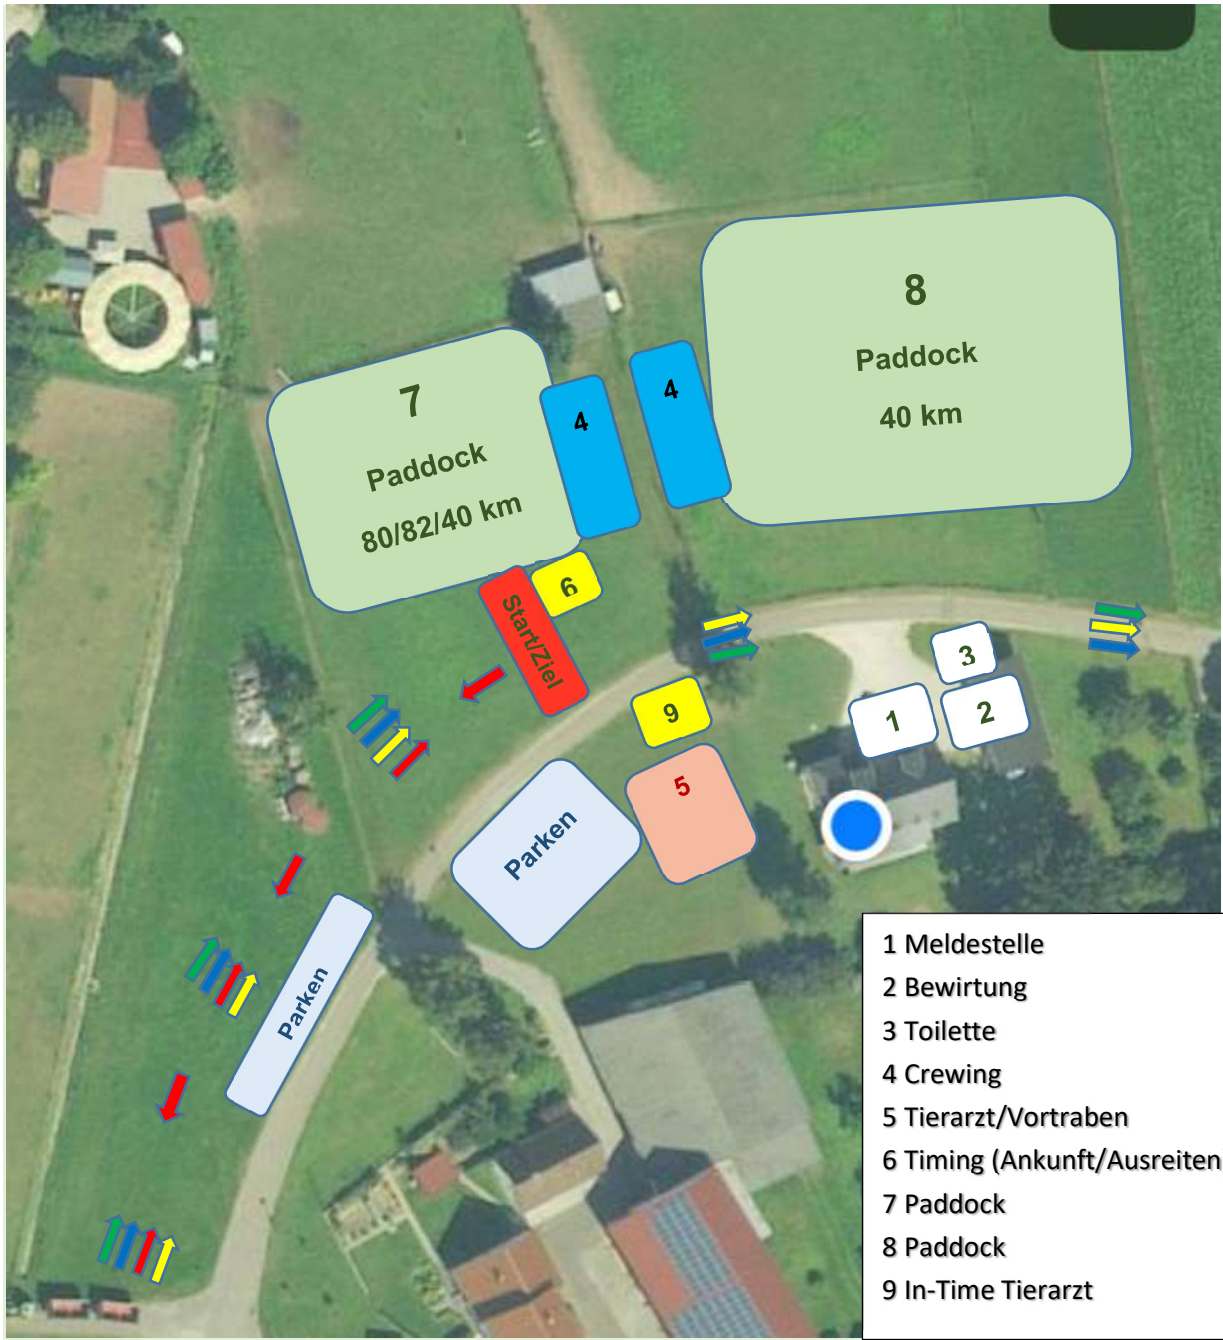 8
Paddock
40 km
7
Paddock
80/82/40 km
4
4
6
Start/Ziel
3
9
1
2
5
Parken
Parken
1 Meldestelle
2 Bewirtung
3 Toilette
4 Crewing
5 Tierarzt/Vortraben
6 Timing (Ankunft/Ausreiten
7 Paddock
8 Paddock
9 In-Time Tierarzt